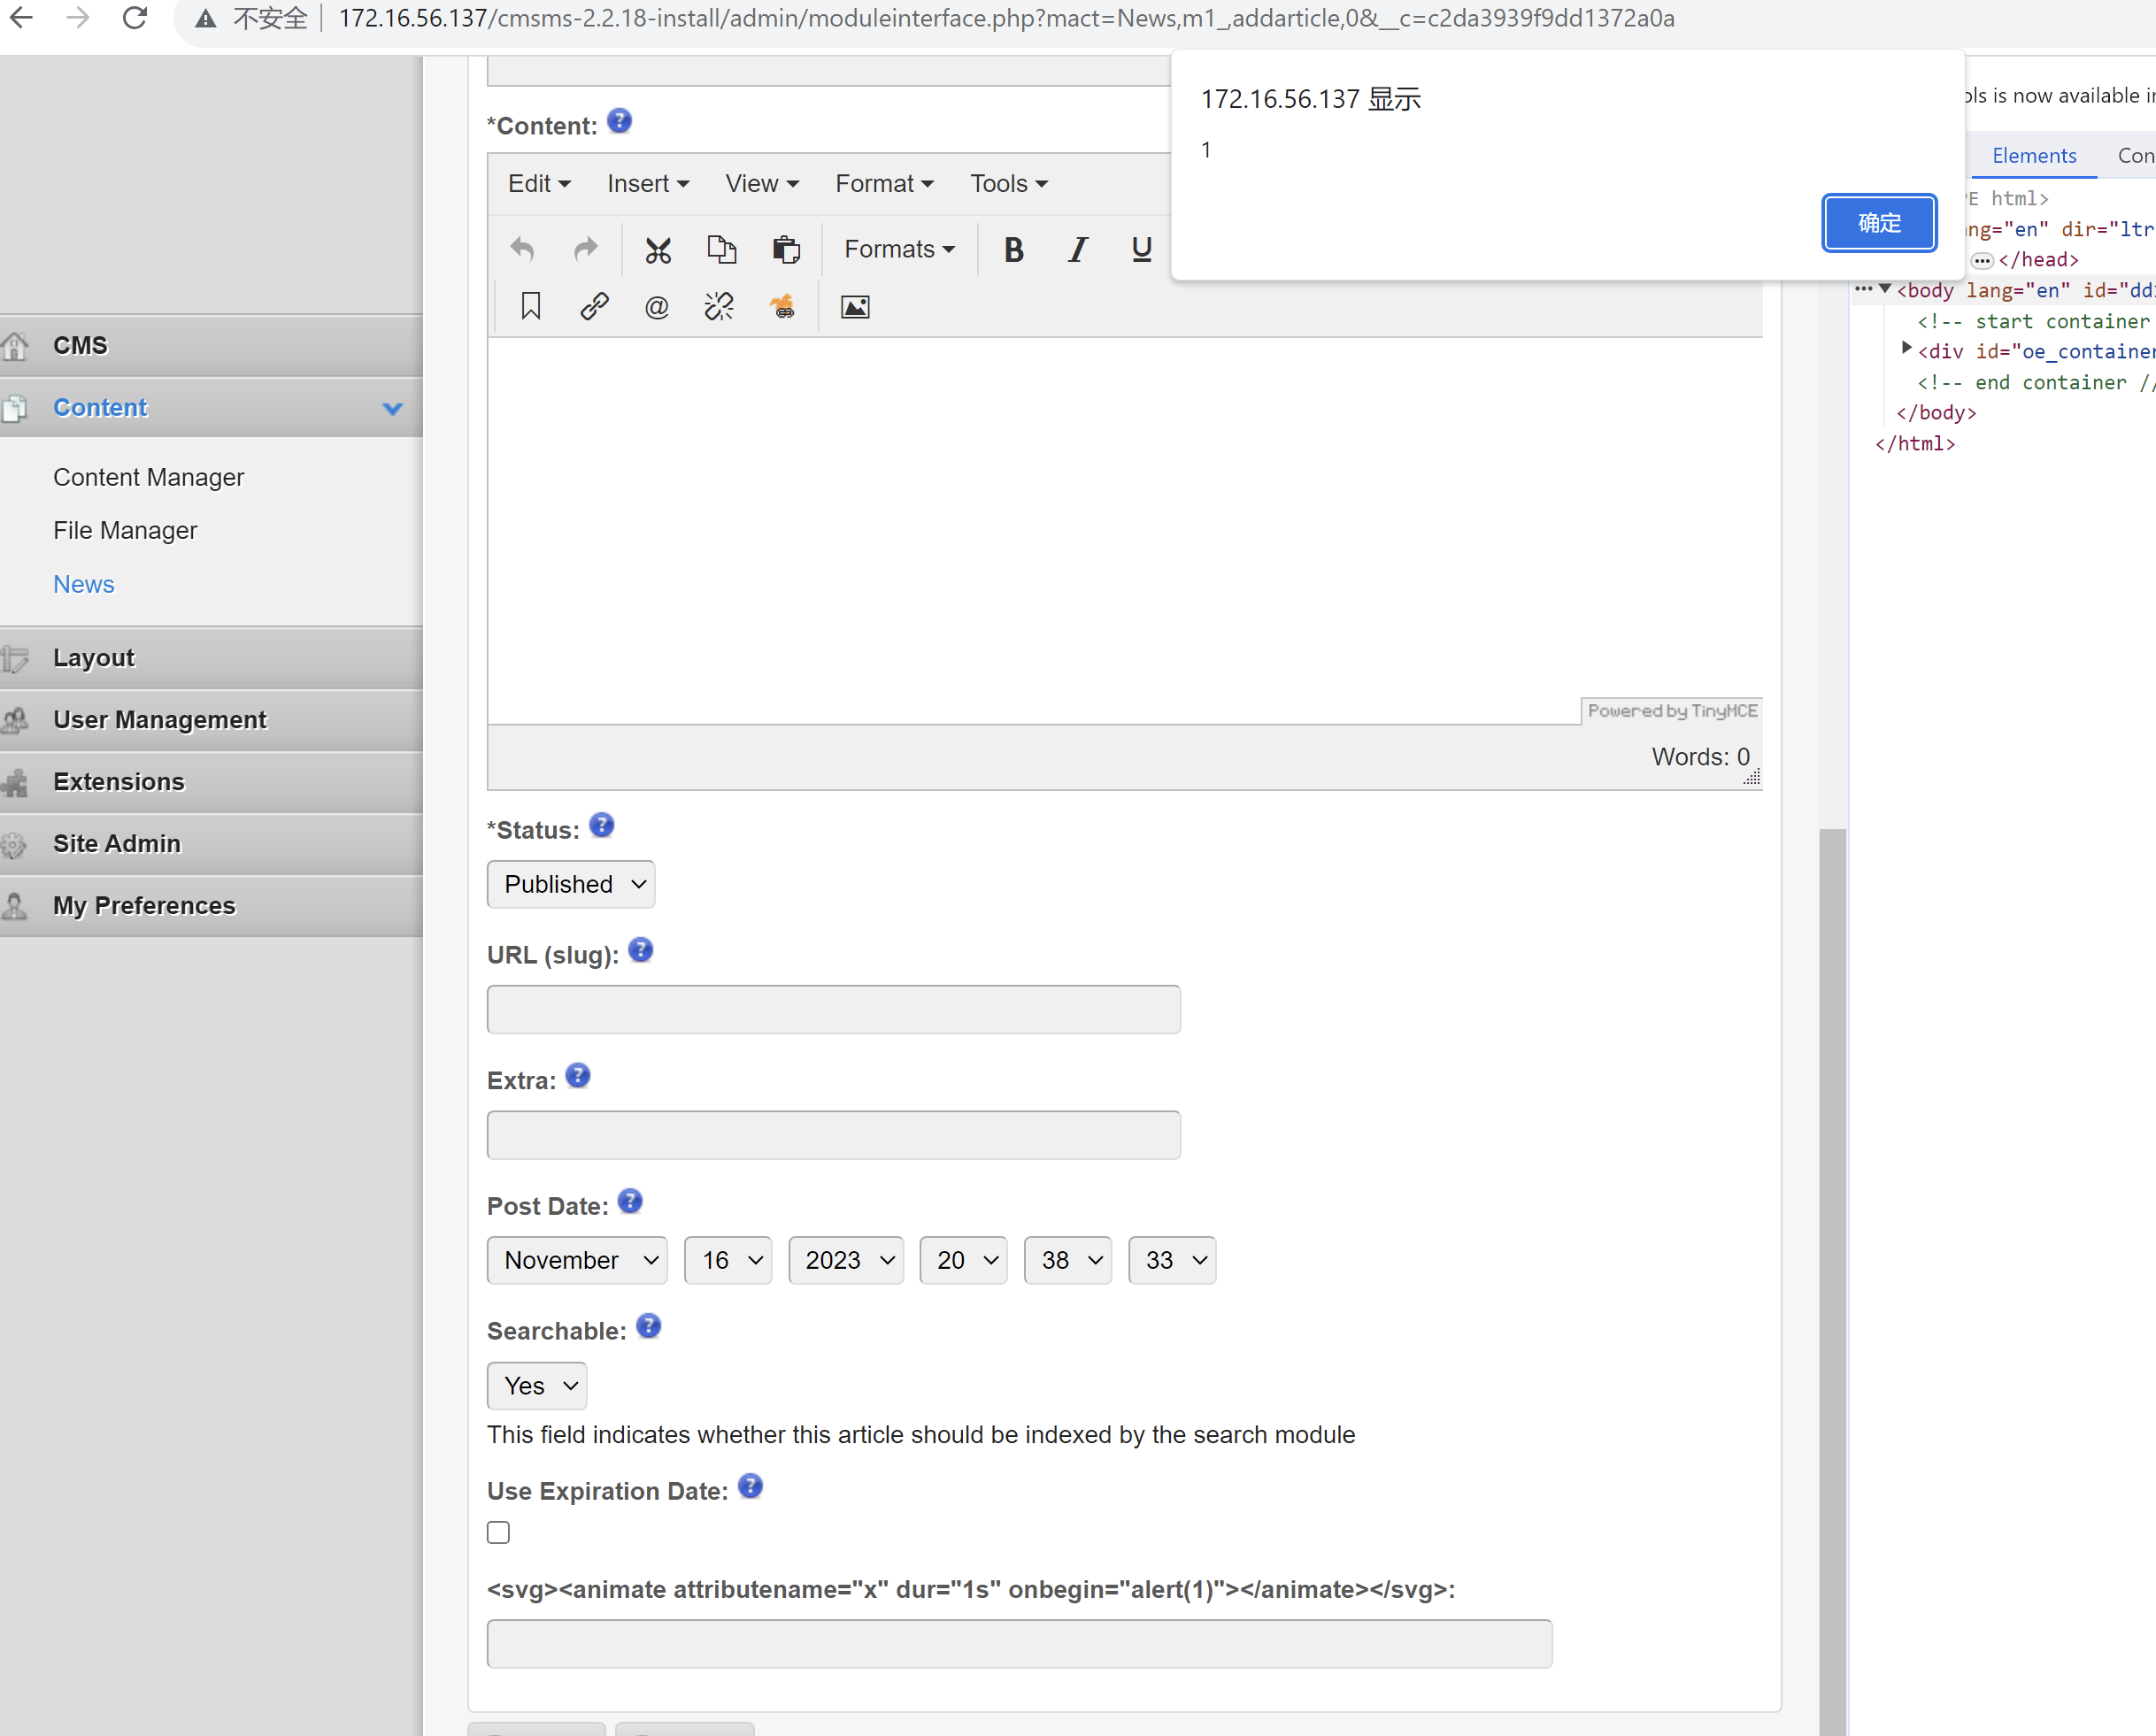 不安全 172.16.56.137/cmsms-2.2.18-install/admin/moduleinterface.php?mact=News,m1_,addarticle,0&__c=c2da3939f9dd1372a0a
172.16.56.137 显示
1
确定
CMS
Content
Content Manager
File Manager
News
Layout
User Management
Extensions
Site Admin
My Preferences
*Content:
Edit Insert View Format Tools
Formats B I U
@
Powered by TinyMCE
Words: 0
*Status:
Published
URL (slug):
Extra:
Post Date:
November 16 2023 20 38 33
Searchable:
Yes
This field indicates whether this article should be indexed by the search module
Use Expiration Date:
<svg><animate attributename="x" dur="1s" onbegin="alert(1)"></animate></svg>:
is now available
Elements
html>
dir="ltr
</head>
<body lang="en" id="dd
<!-- start container
<div id="oe_container
<!-- end container //
</body>
</html>